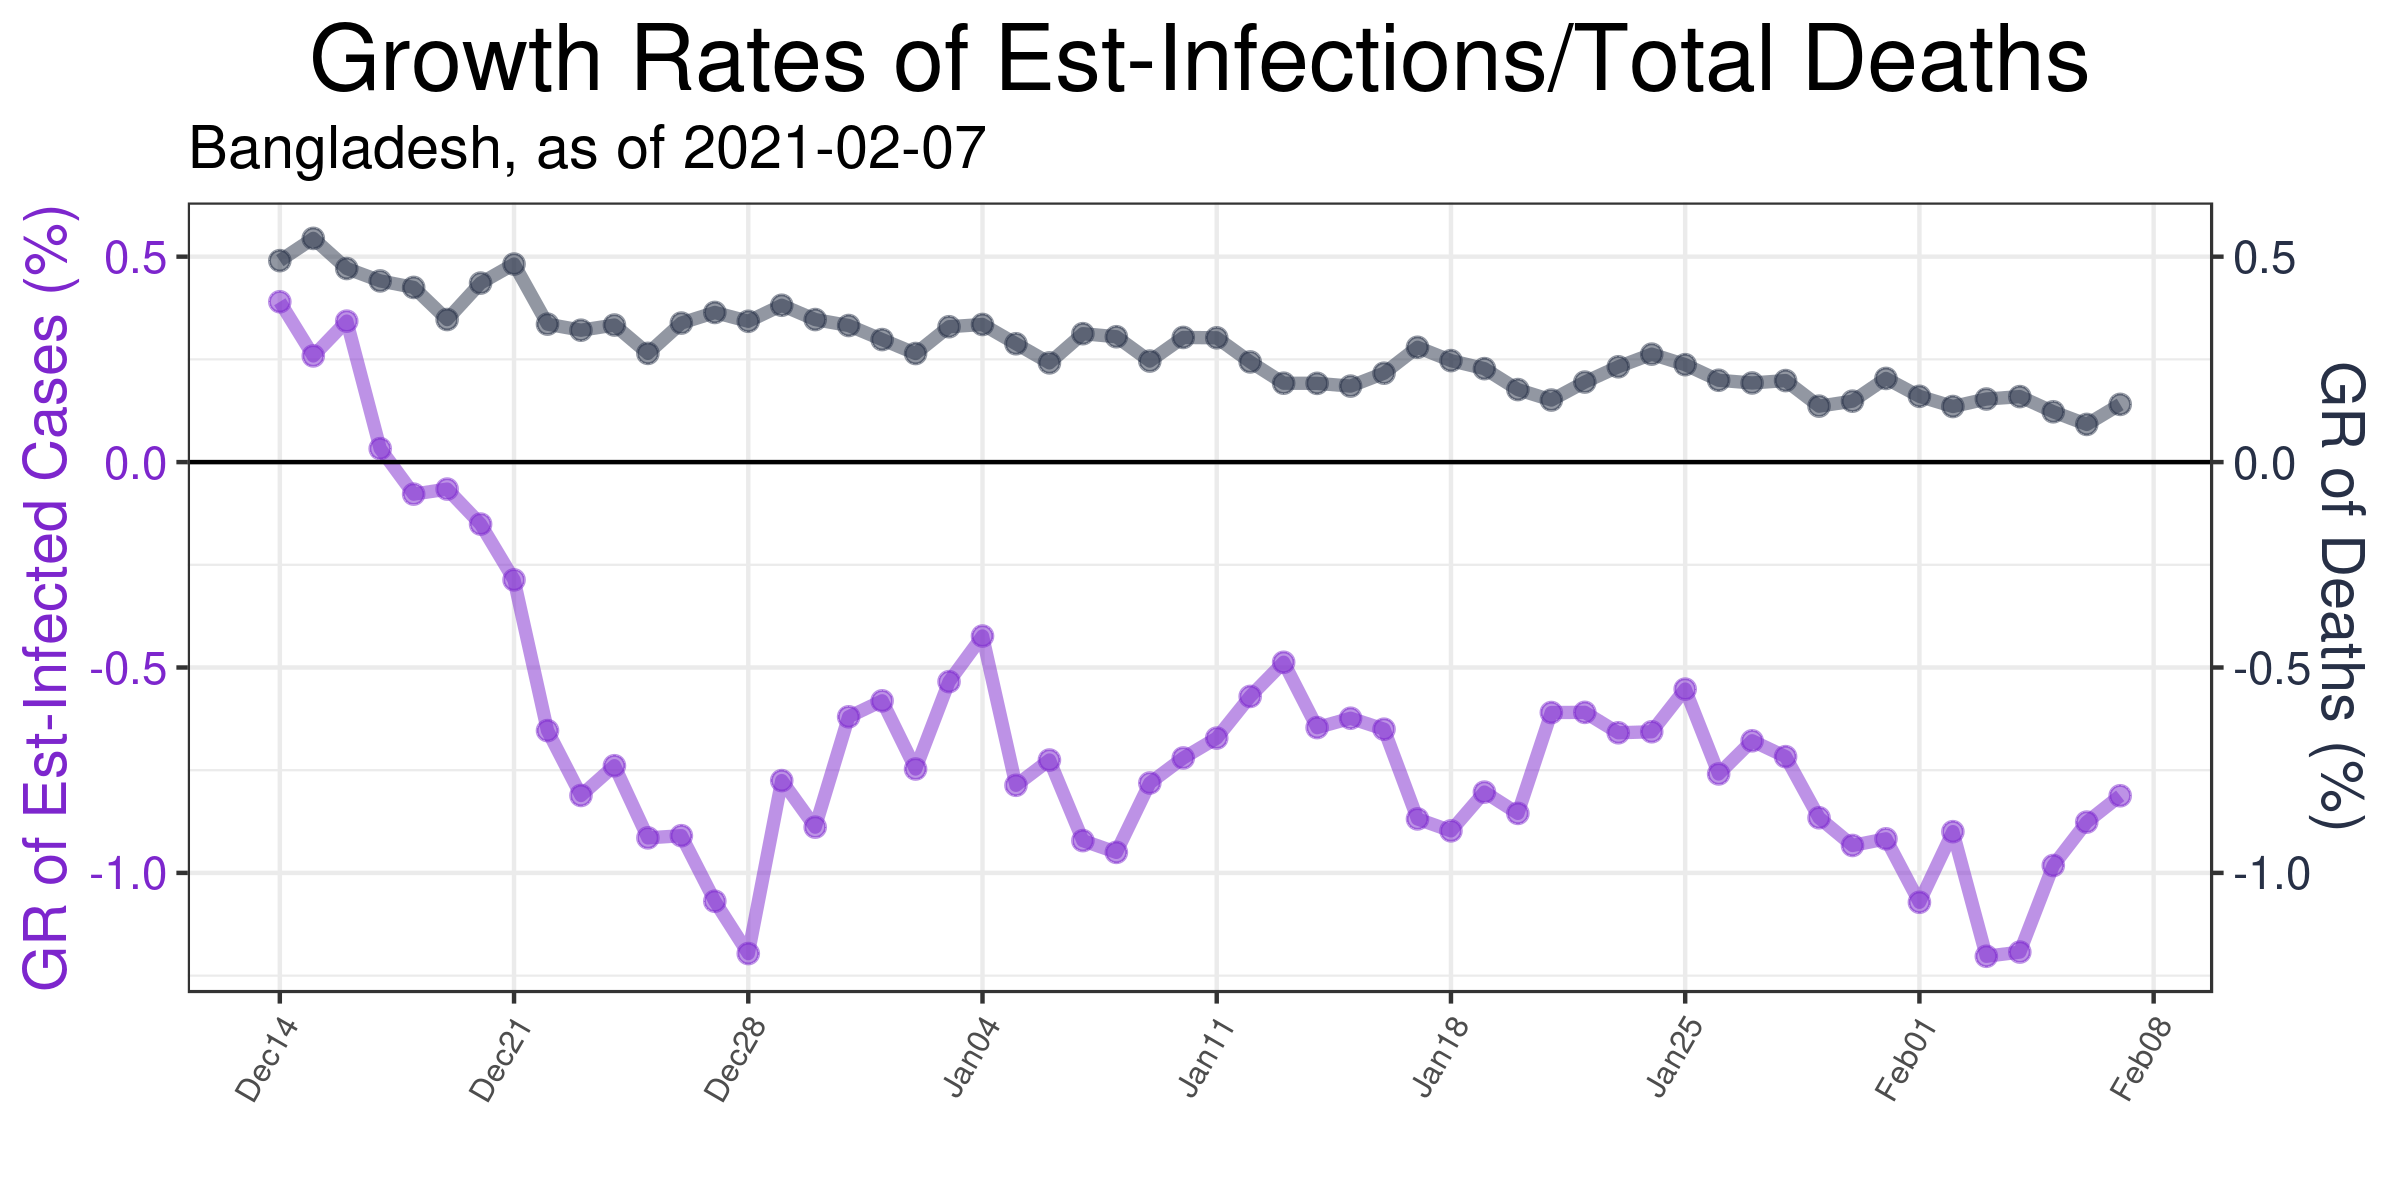 Growth Rates of Est-Infections/Total Deaths
Bangladesh, as of 2021-02-07
GR of Est-Infected Cases (%)
0.5
0.0
-0.5
-1.0
0.5
0.0
-0.5
-1.0
GR of Deaths (%)
Dec14
Dec21
Dec28
Jan04
Jan11
Jan18
Jan25
Feb01
Feb08